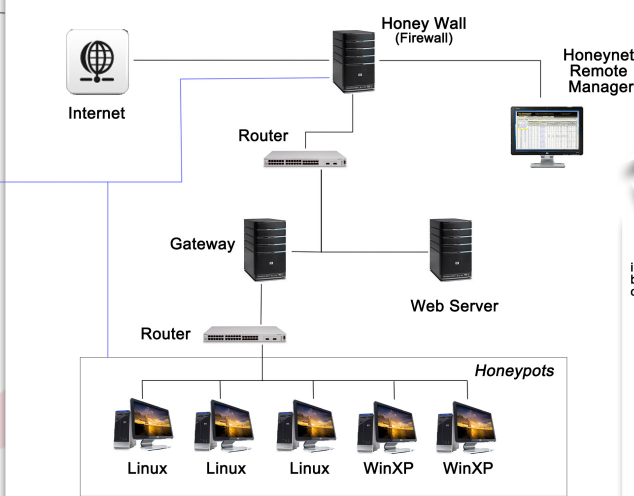 Honey Wall
(Firewall)
Honeynet
Remote
Manager
Internet
Router
Gateway
Web Server
Router
Honeypots
Linux
Linux
Linux
WinXP
WinXP